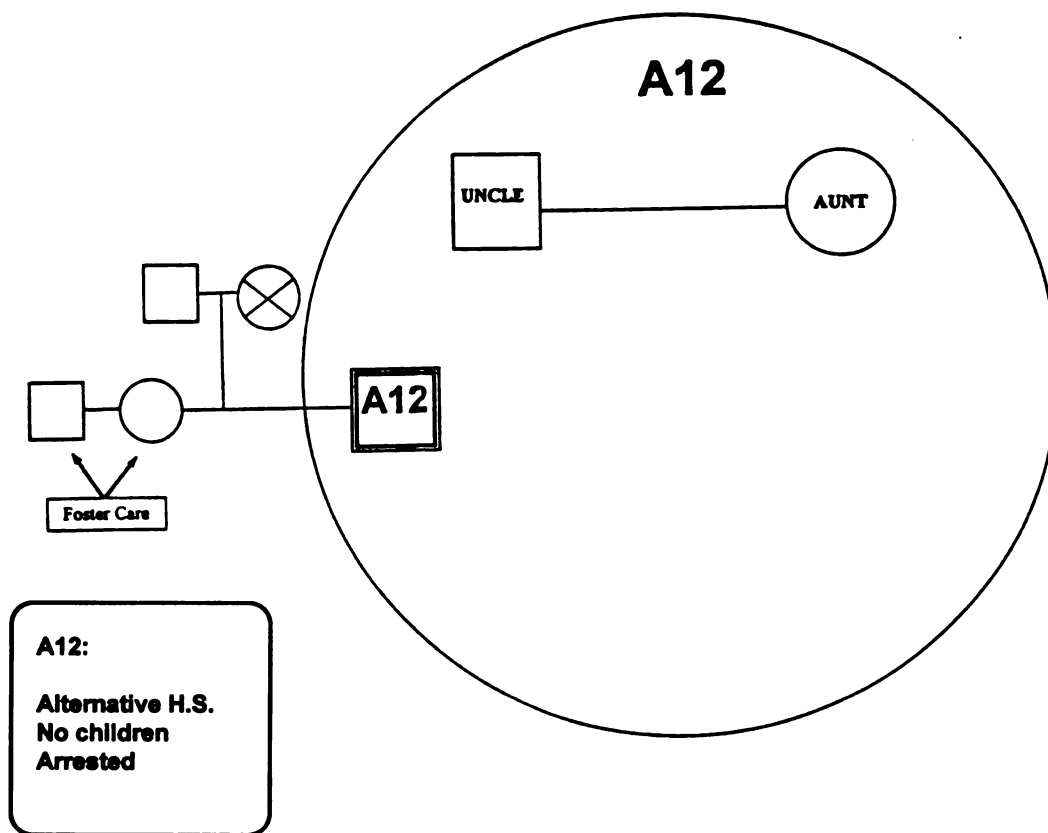 A12
UNCLE
AUNT
A12
Foster Care
A12:
Alternative H.S.
No children
Arrested